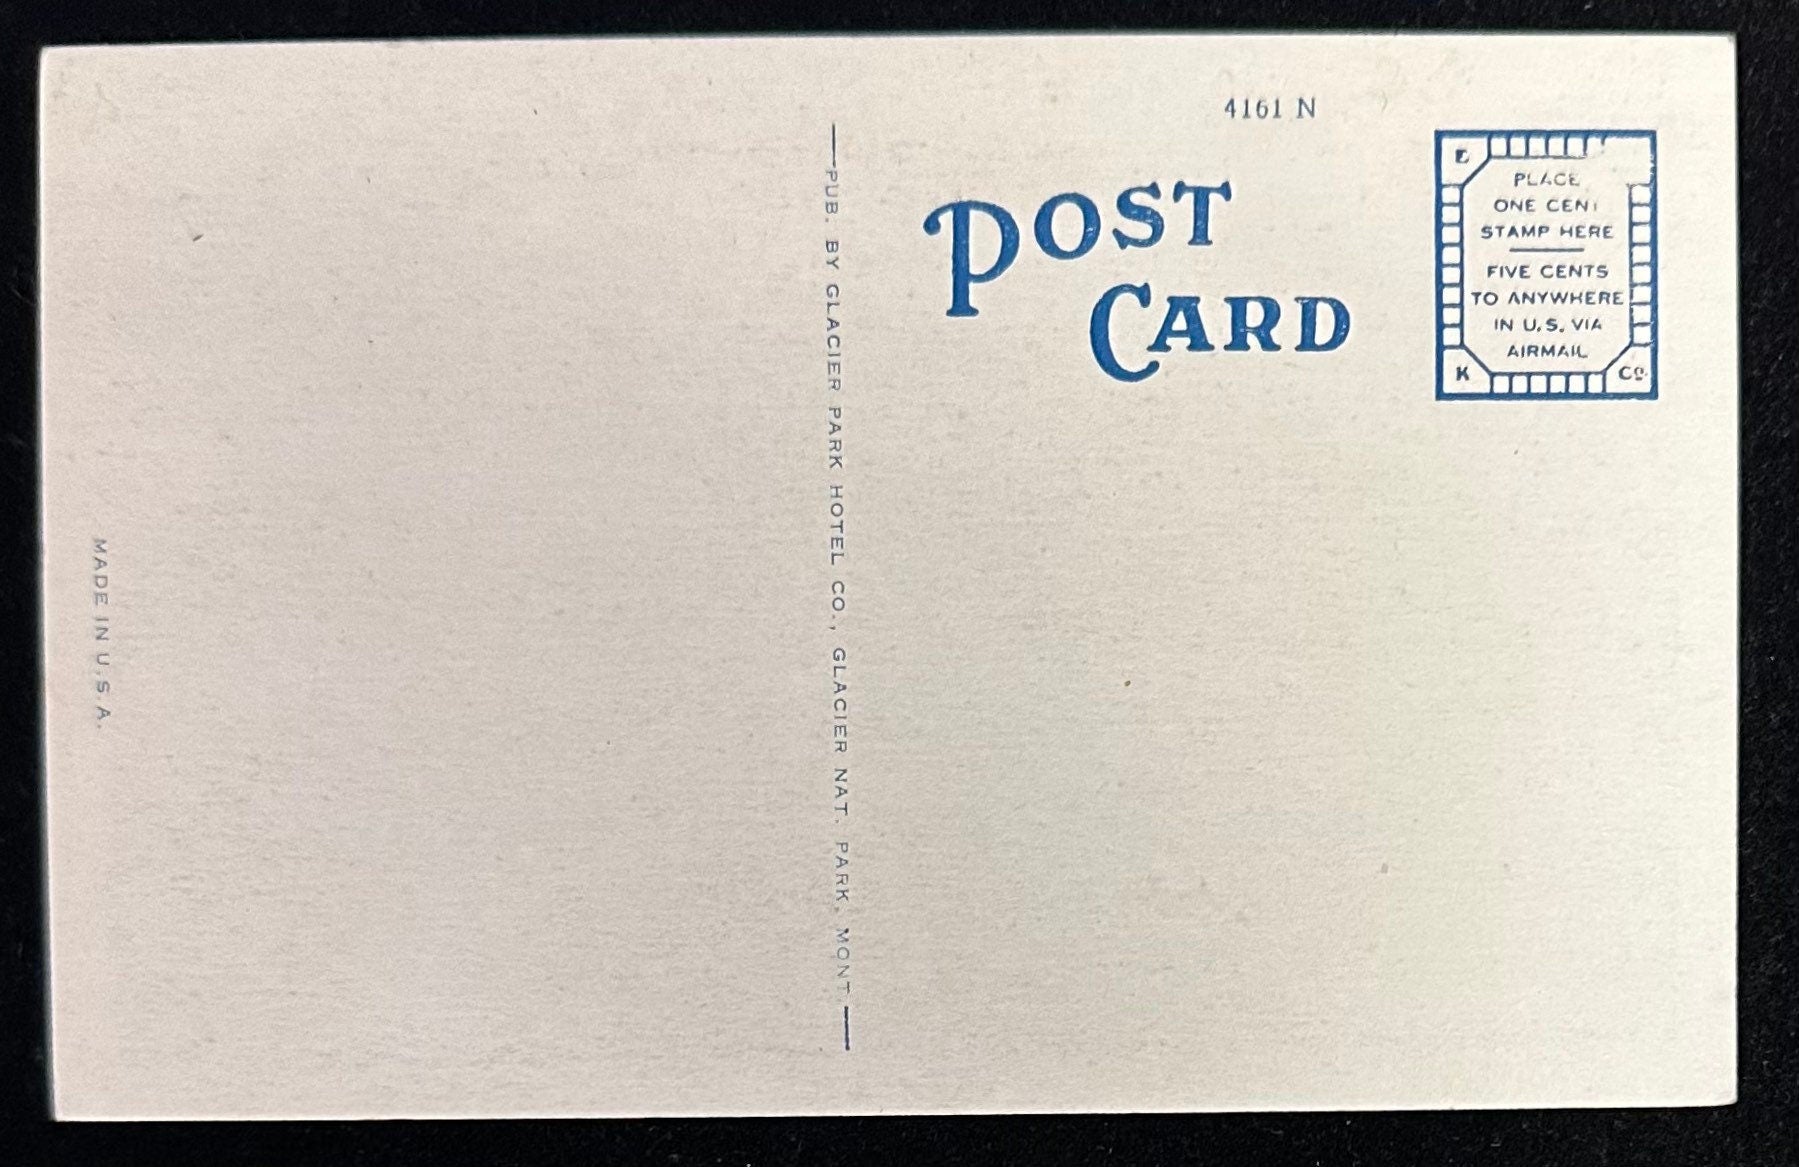 4161 N
POST
CARD
E
PLACE
ONE CENT
STAMP HERE
FIVE CENTS
TO ANYWHERE
IN U.S. VIA
AIRMAIL
K CO.
PUB. BY GLACIER PARK HOTEL CO., GLACIER NAT. PARK, MONT.
MADE IN U.S.A.